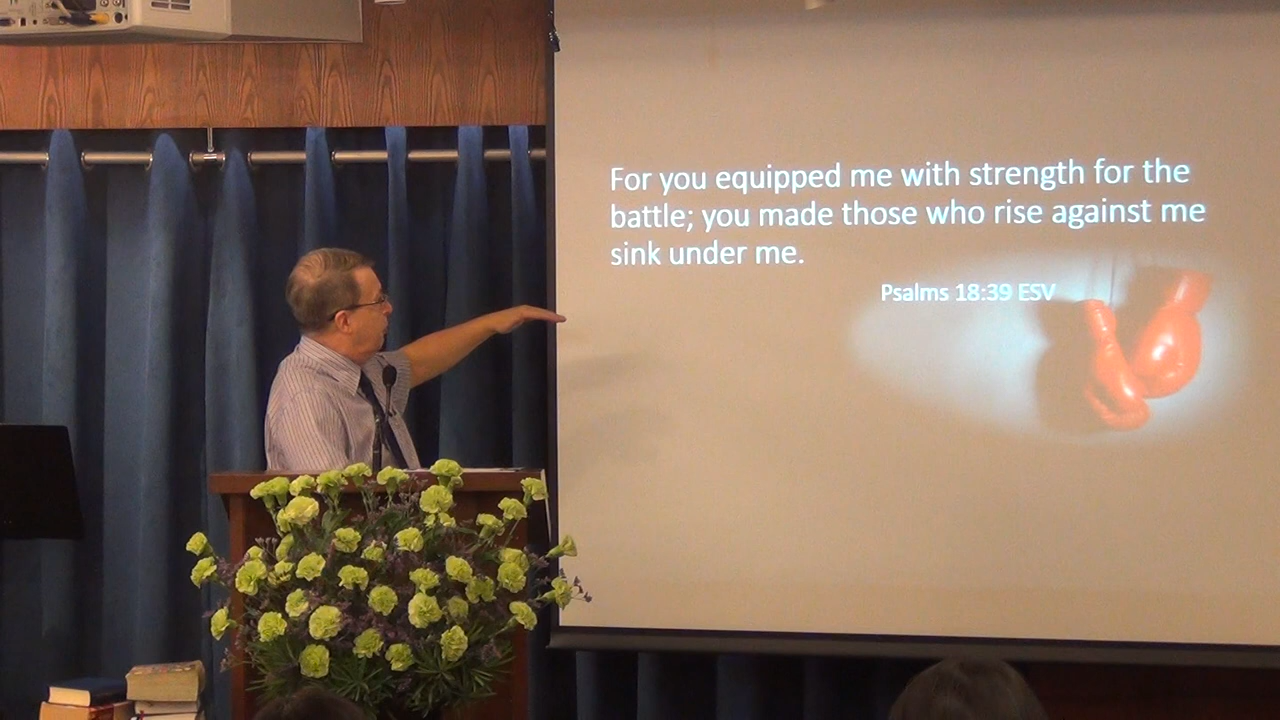 For you equipped me with strength for the
battle; you made those who rise against me
sink under me.
Psalms 18:39 ESV